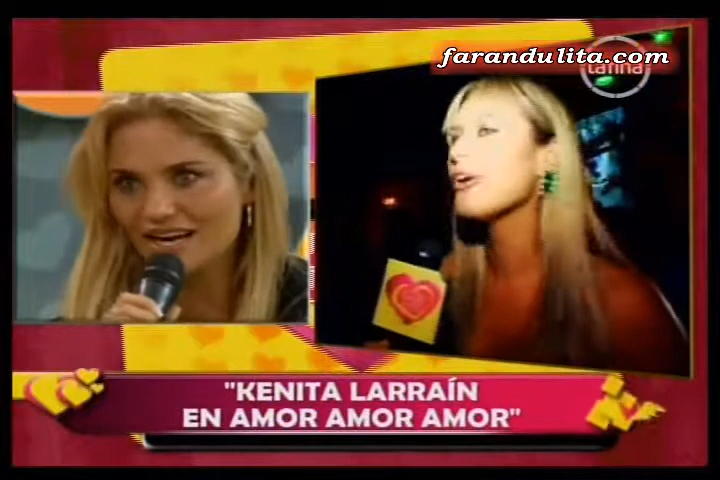 farandulita.com
Latina
"KENITA LARRAÍN
EN AMOR AMOR AMOR"